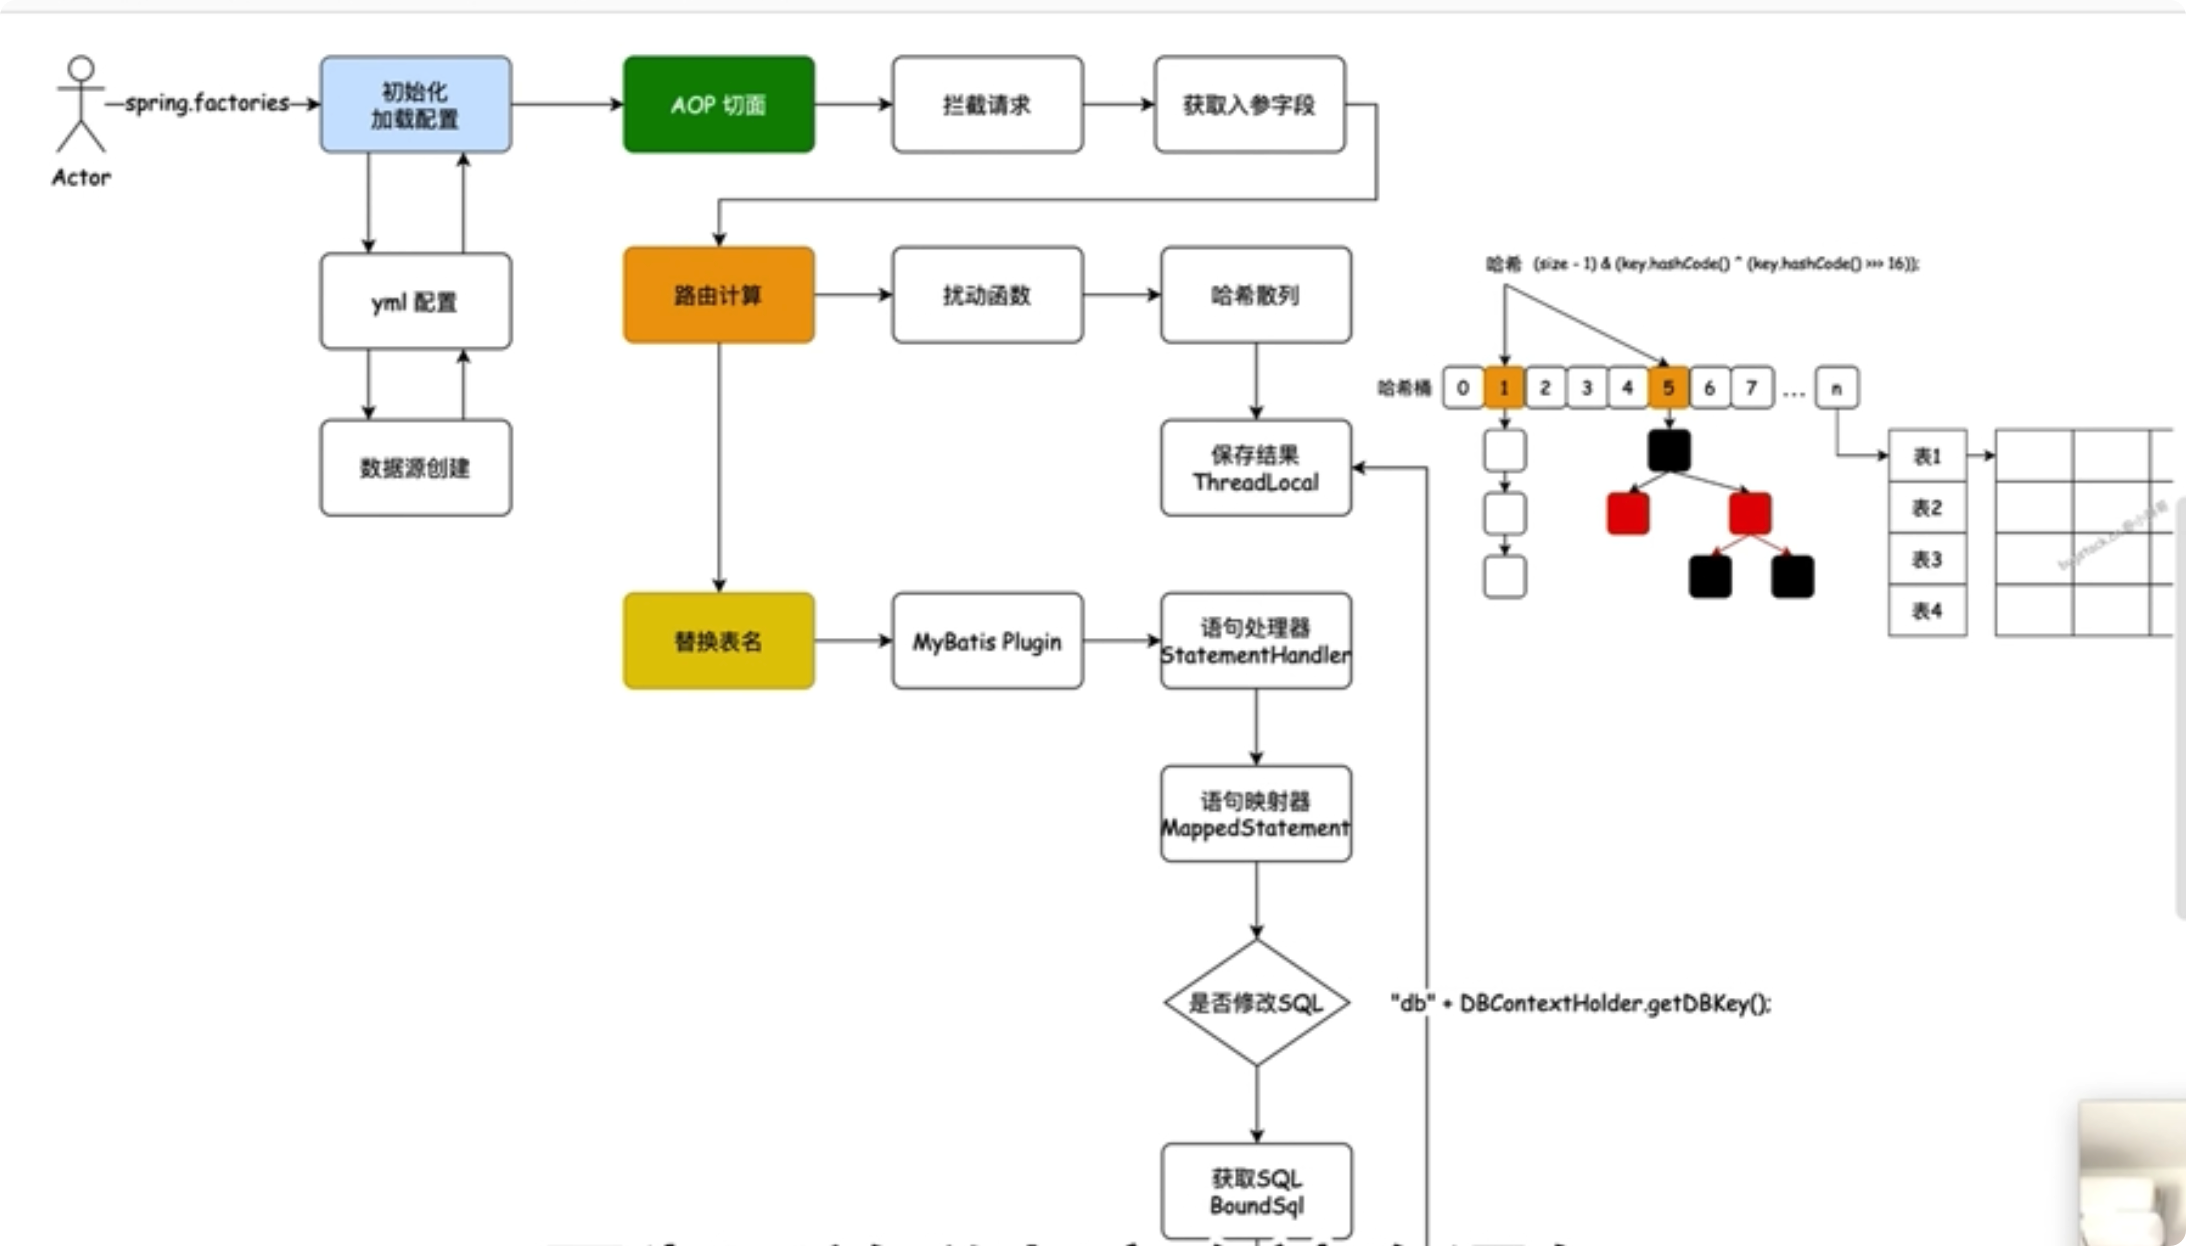 spring.factories
Actor
初始化
加载配置
AOP 切面
拦截请求
获取入参字段
yml 配置
数据源创建
路由计算
扰动函数
哈希散列
保存结果
ThreadLocal
哈希 (size - 1) & (key.hashCode() ^ (key.hashCode() >>> 16));
哈希桶 0 1 2 3 4 5 6 7 ... n
表1
表2
表3
表4
替换表名
MyBatis Plugin
语句处理器
StatementHandler
语句映射器
MappedStatement
是否修改SQL
"db" + DBContextHolder.getDBKey();
获取SQL
BoundSql